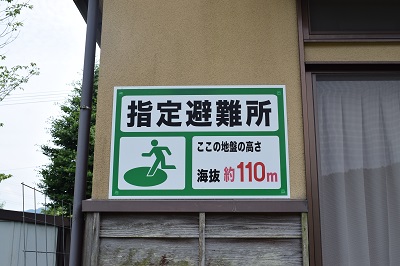 指定避難所
ここの地盤の高さ
海抜 約110m